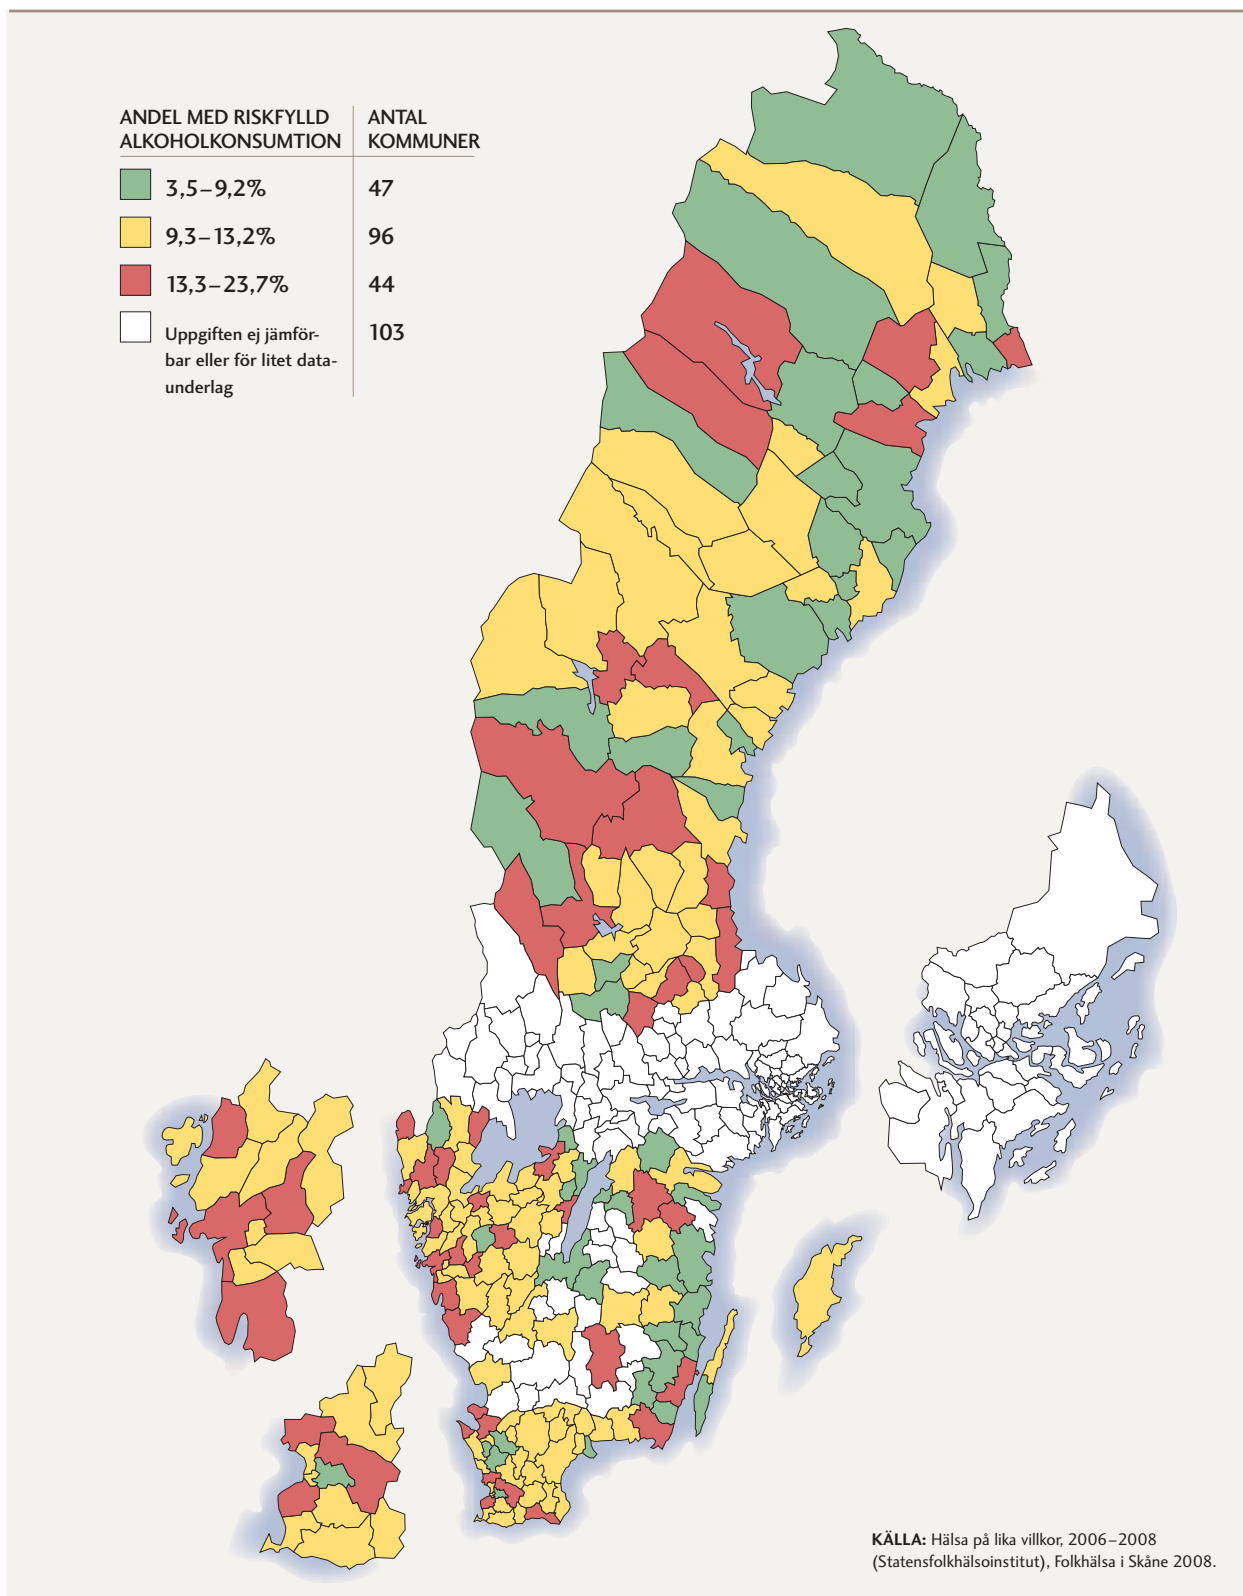 ANDEL MED RISKFYLLD
ALKOHOLKONSUMTION
ANTAL
KOMMUNER
3,5–9,2% 47
9,3–13,2% 96
13,3–23,7% 44
Uppgiften ej jämför- 103
bar eller för litet data-
underlag
KÄLLA: Hälsa på lika villkor, 2006–2008
(Statensfolkhälsoinstitut), Folkhälsa i Skåne 2008.